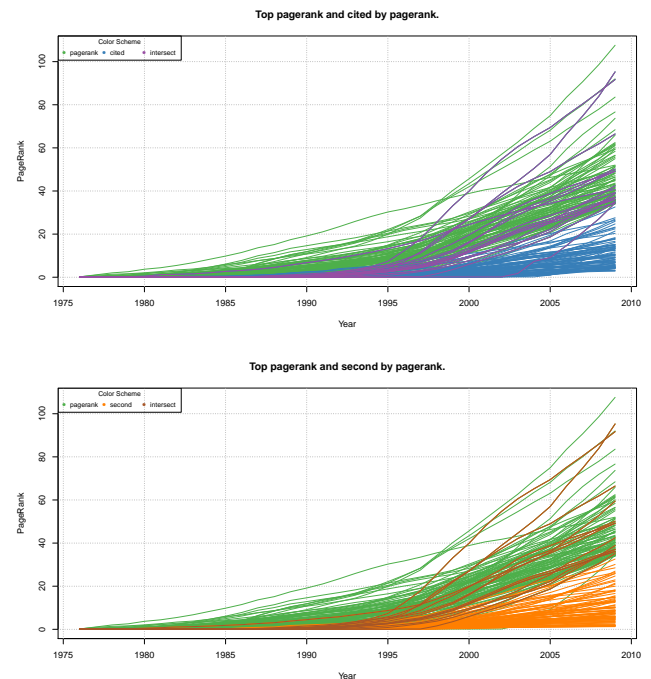 Top pagerank and cited by pagerank.
Color Scheme
pagerank cited intersect
100
80
60
40
20
0
PageRank
1975 1980 1985 1990 1995 2000 2005 2010
Year
Top pagerank and second by pagerank.
Color Scheme
pagerank second intersect
100
80
60
40
20
0
PageRank
1975 1980 1985 1990 1995 2000 2005 2010
Year